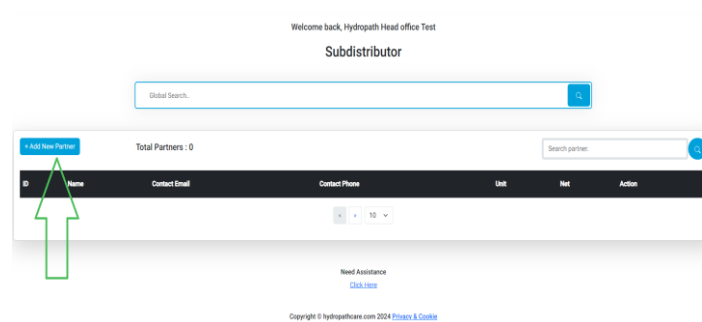 Welcome back, Hydropath Head office Test
Subdistributor
Global Search..
+ Add New Partner
Total Partners : 0
Search partner.
ID Name Contact Email Contact Phone Unit Net Action
« › 10
Need Assistance
Click Here
Copyright © hydropathcare.com 2024 Privacy & Cookie